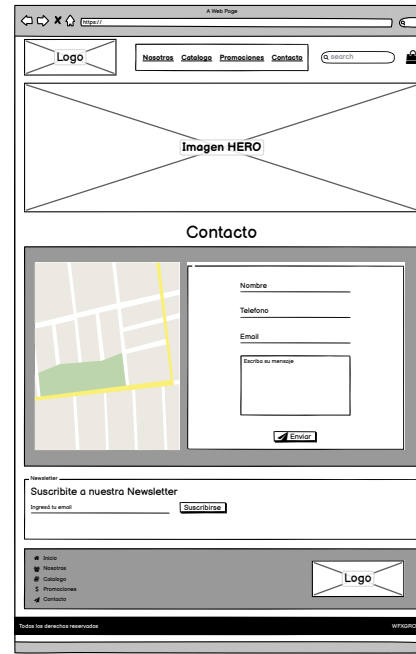 A Web Page
https://
Logo
Nosotros Catalogo Promociones Contacto
search
Imagen HERO
Contacto
Nombre
Telefono
Email
Escriba su mensaje
Enviar
Newsletter
Suscribite a nuestra Newsletter
Ingresá tu email
Suscribirse
Inicio
Nosotros
Catalogo
$ Promociones
Contacto
Logo
Todos los derechos reservados WFXGRO